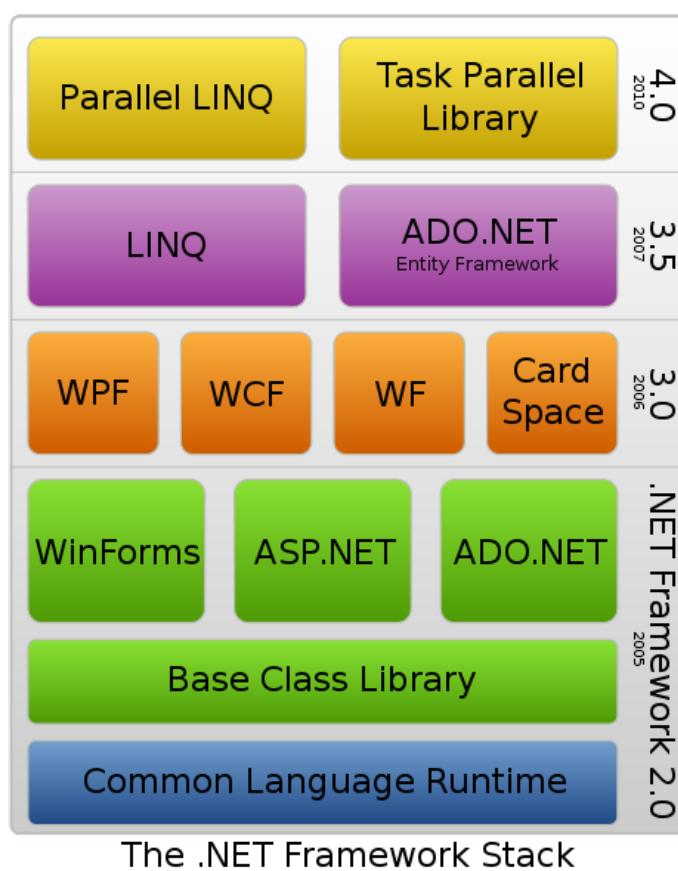 Parallel LINQ
Task Parallel
Library
4.0
2010
LINQ
ADO.NET
Entity Framework
3.5
2007
WPF
WCF
WF
Card
Space
3.0
2006
WinForms
ASP.NET
ADO.NET
Base Class Library
Common Language Runtime
.NET Framework 2.0
2005
The .NET Framework Stack